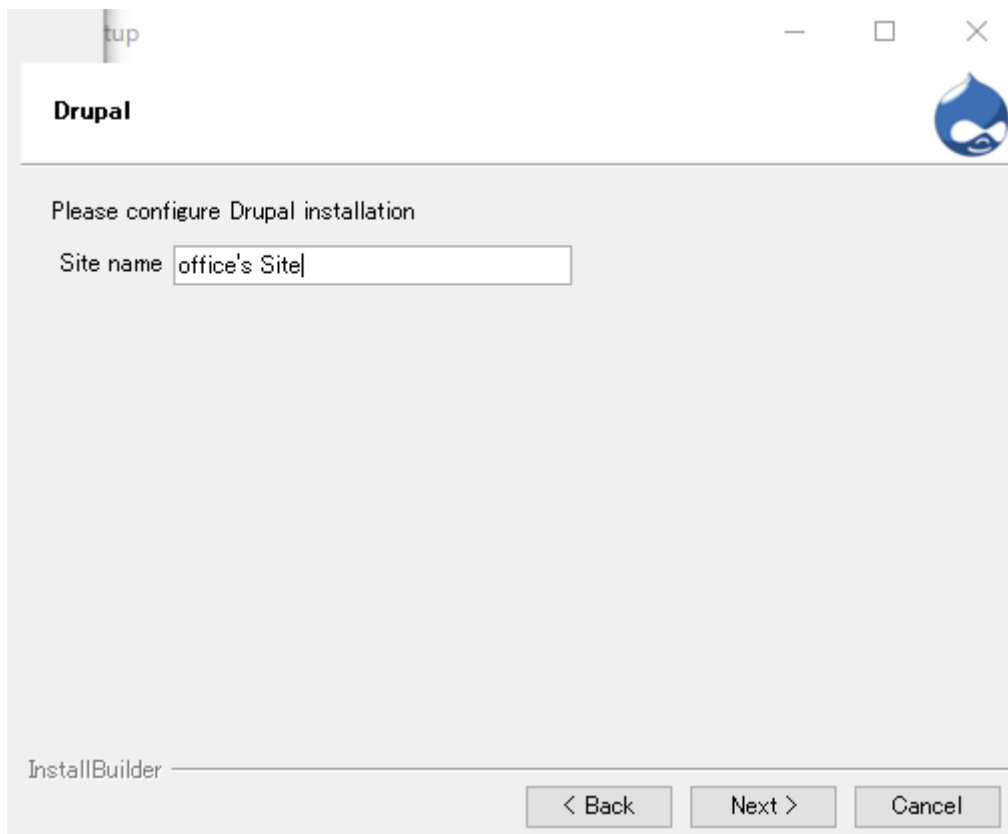 tup
Drupal
Please configure Drupal installation
Site name office's Site
InstallBuilder
< Back Next > Cancel